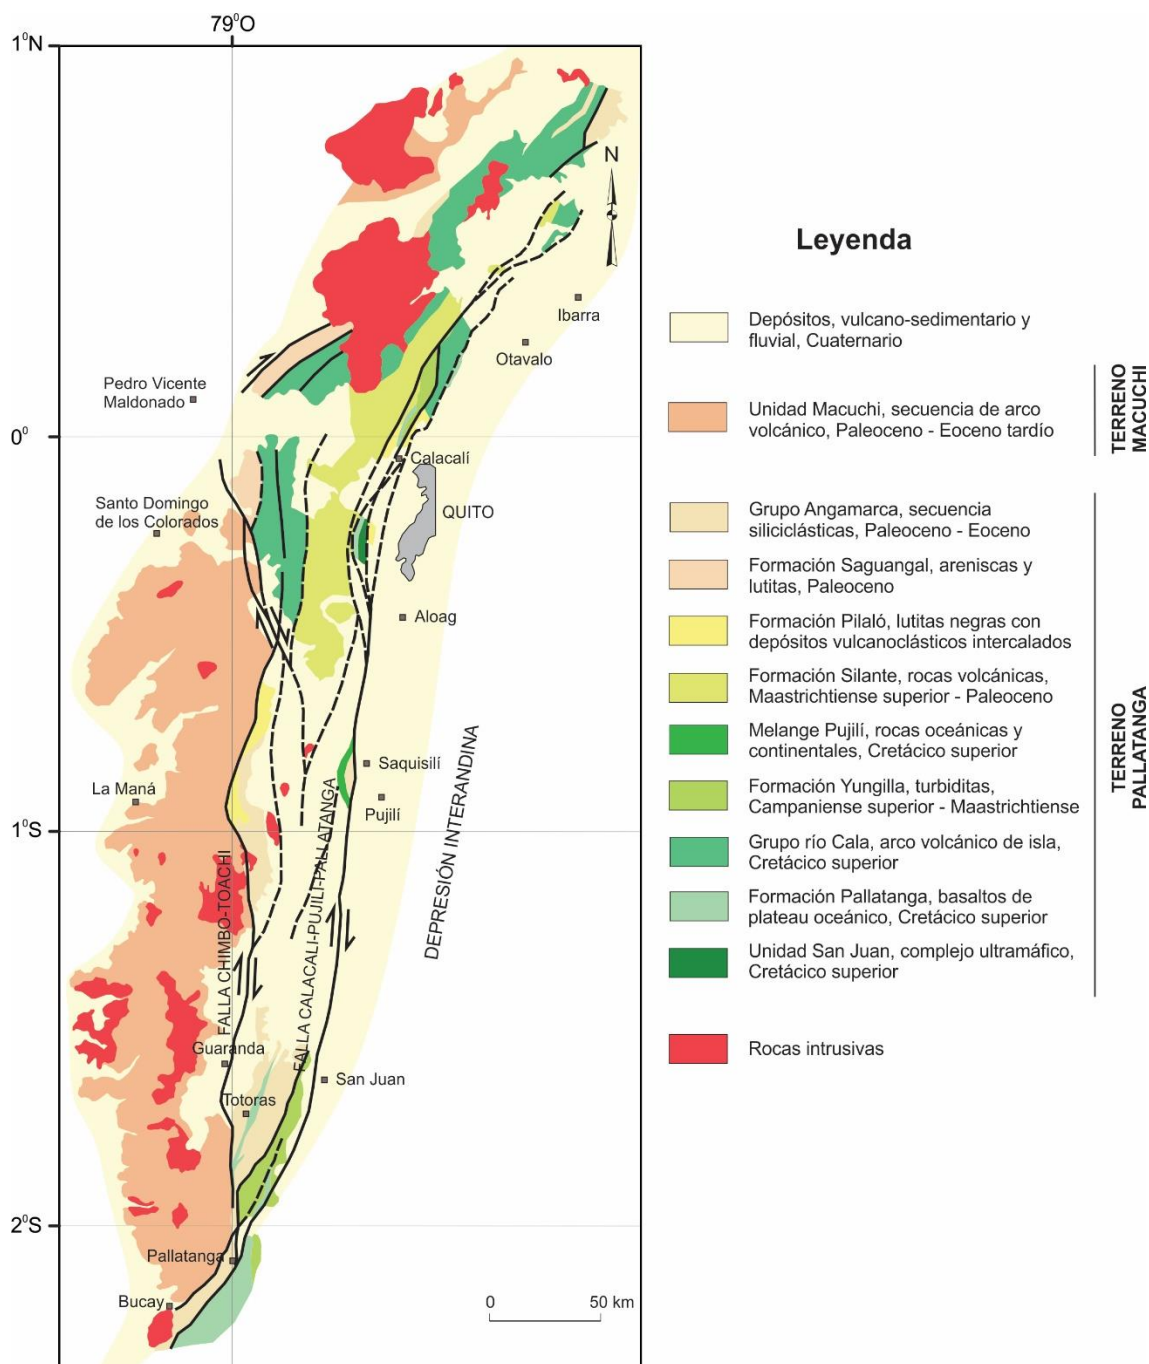 79⁰O
1⁰N
N
Ibarra
Otavalo
Pedro Vicente
Maldonado
0⁰
Calacalí
Santo Domingo
de los Colorados
QUITO
Aloag
Saquisilí
La Maná
Pujilí
1⁰S
FALLA CHIMBO-TOACHI
FALLA CALACALI-PUJILI-PALLATANGA
DEPRESIÓN INTERANDINA
Guaranda
San Juan
Totoras
2⁰S
Pallatanga
Bucay
0 50 km
Leyenda
Depósitos, vulcano-sedimentario y
fluvial, Cuaternario
Unidad Macuchi, secuencia de arco
volcánico, Paleoceno - Eoceno tardío
TERRENO
MACUCHI
Grupo Angamarca, secuencia
siliciclásticas, Paleoceno - Eoceno
Formación Saguangal, areniscas y
lutitas, Paleoceno
Formación Pilaló, lutitas negras con
depósitos vulcanoclásticos intercalados
Formación Silante, rocas volcánicas,
Maastrichtiense superior - Paleoceno
Melange Pujilí, rocas oceánicas y
continentales, Cretácico superior
Formación Yungilla, turbiditas,
Campaniense superior - Maastrichtiense
Grupo río Cala, arco volcánico de isla,
Cretácico superior
Formación Pallatanga, basaltos de
plateau oceánico, Cretácico superior
Unidad San Juan, complejo ultramáfico,
Cretácico superior
TERRENO
PALLATANGA
Rocas intrusivas